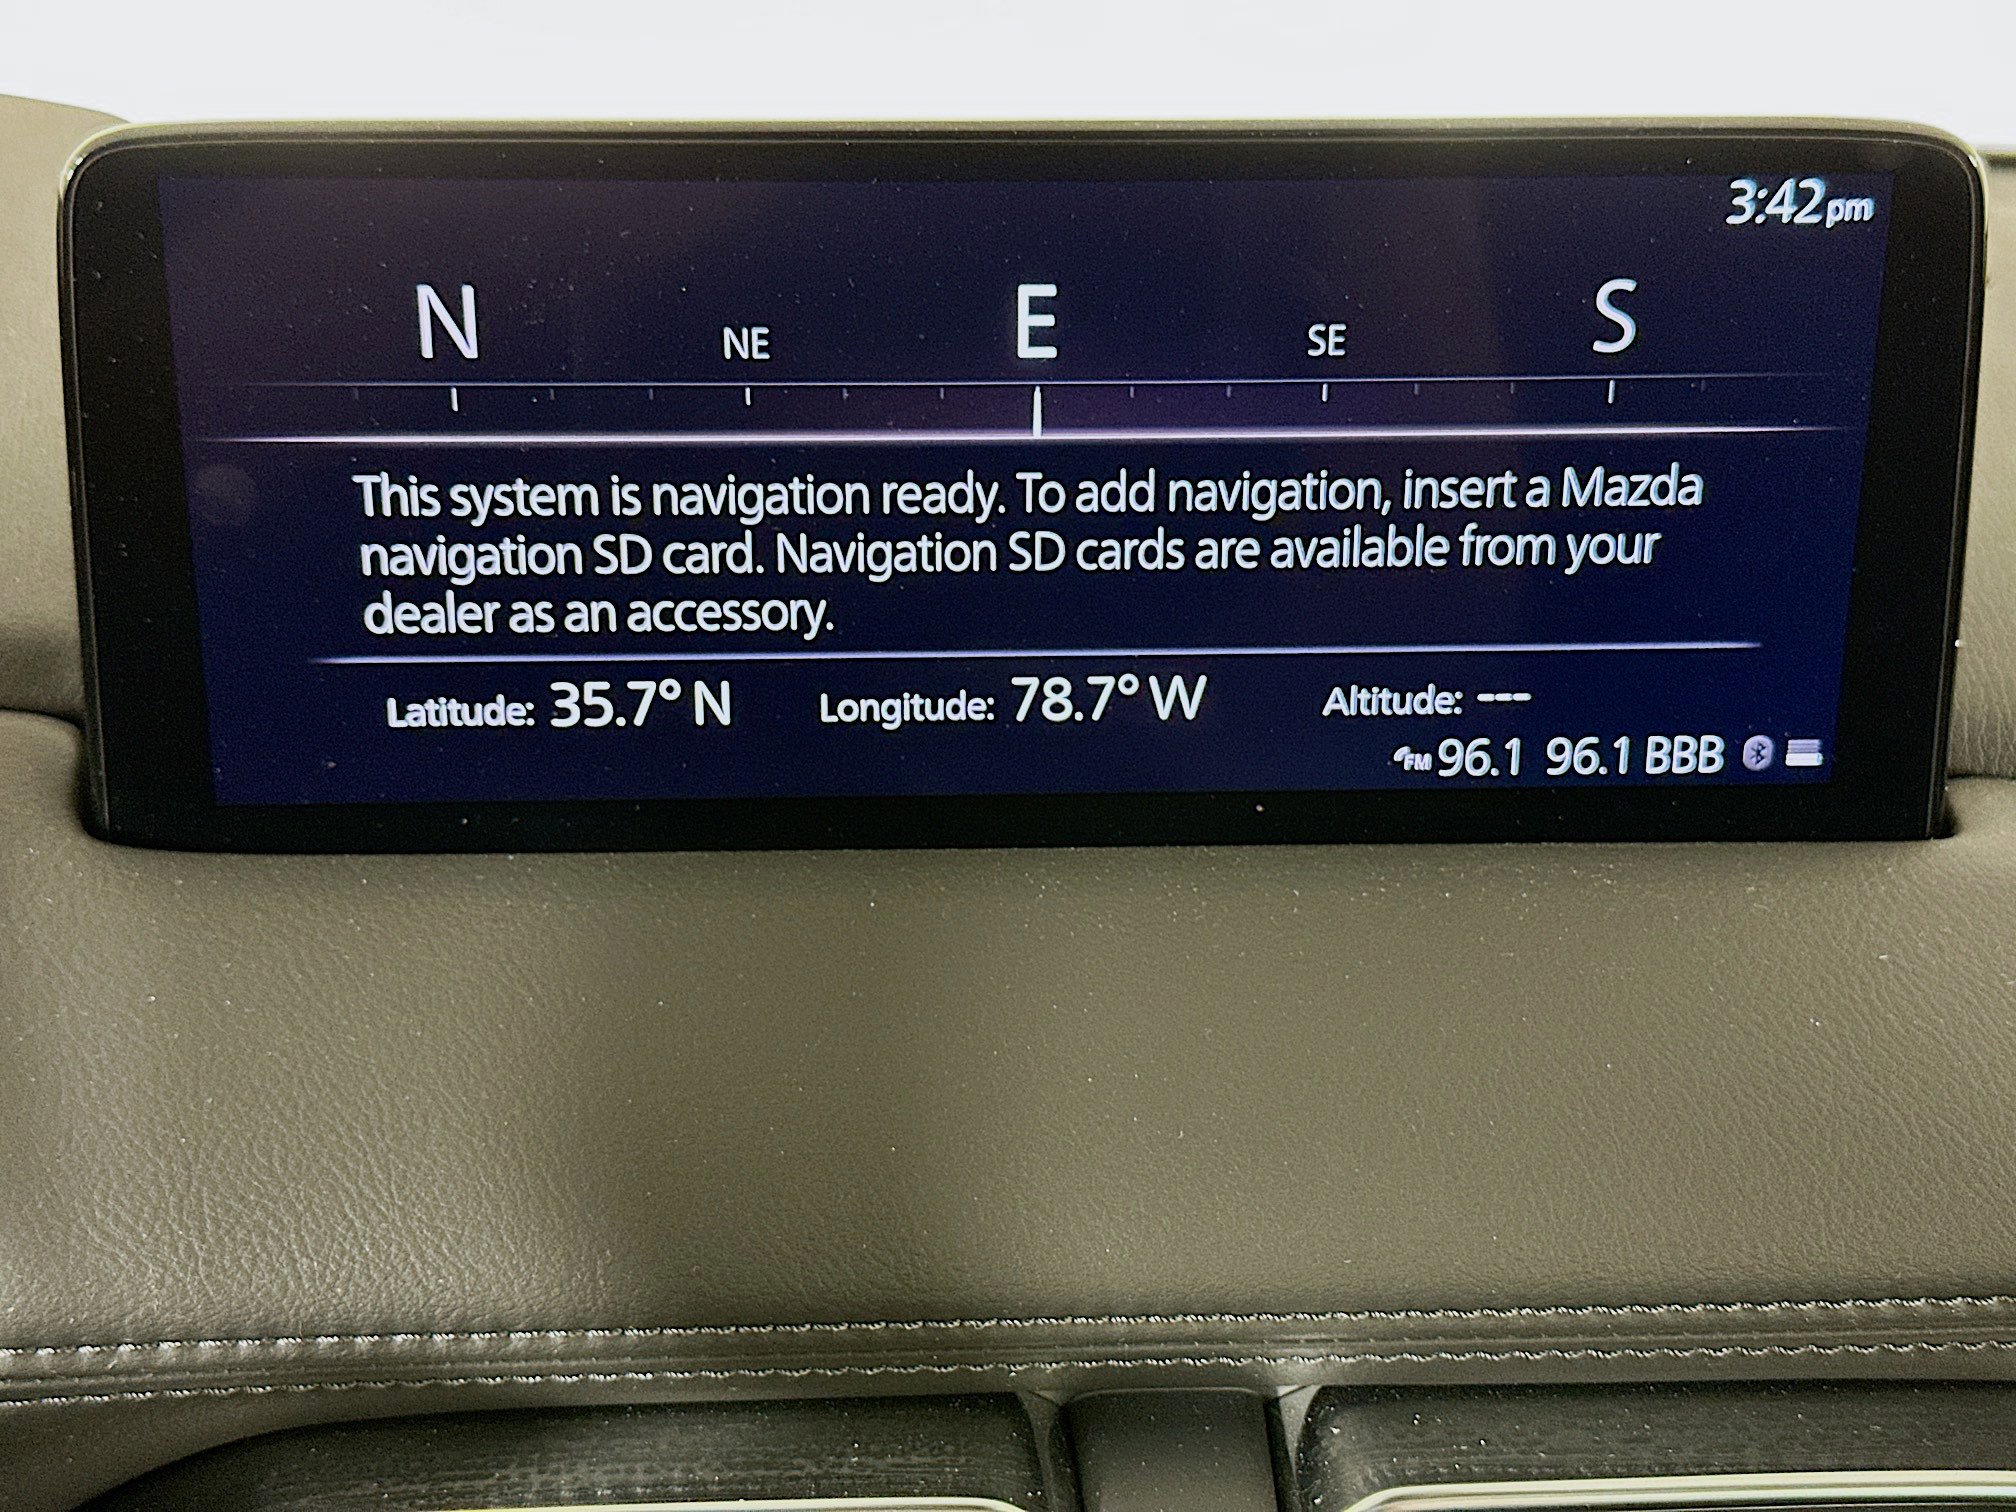 3:42pm
N NE E SE S
This system is navigation ready. To add navigation, insert a Mazda
navigation SD card. Navigation SD cards are available from your
dealer as an accessory.
Latitude: 35.7° N Longitude: 78.7° W Altitude: ---
FM 96.1 96.1 BBB